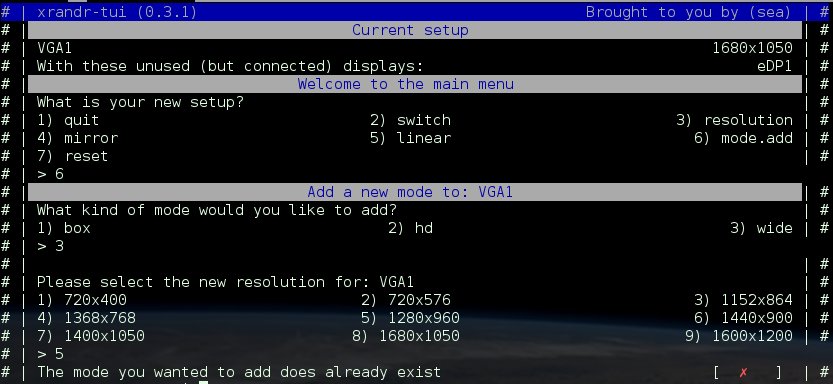 # | xrandr-tui (0.3.1) Brought to you by (sea) | #
# | Current setup | #
# | VGA1 1680x1050 | #
# | With these unused (but connected) displays: eDP1 | #
# | Welcome to the main menu | #
# | What is your new setup? | #
# | 1) quit 2) switch 3) resolution | #
# | 4) mirror 5) linear 6) mode.add | #
# | 7) reset | #
# | > 6
# | Add a new mode to: VGA1 | #
# | What kind of mode would you like to add? | #
# | 1) box 2) hd 3) wide | #
# | > 3
# | | #
# | Please select the new resolution for: VGA1 | #
# | 1) 720x400 2) 720x576 3) 1152x864 | #
# | 4) 1368x768 5) 1280x960 6) 1440x900 | #
# | 7) 1400x1050 8) 1680x1050 9) 1600x1200 | #
# | > 5
# | The mode you wanted to add does already exist [ ✗ ] | #